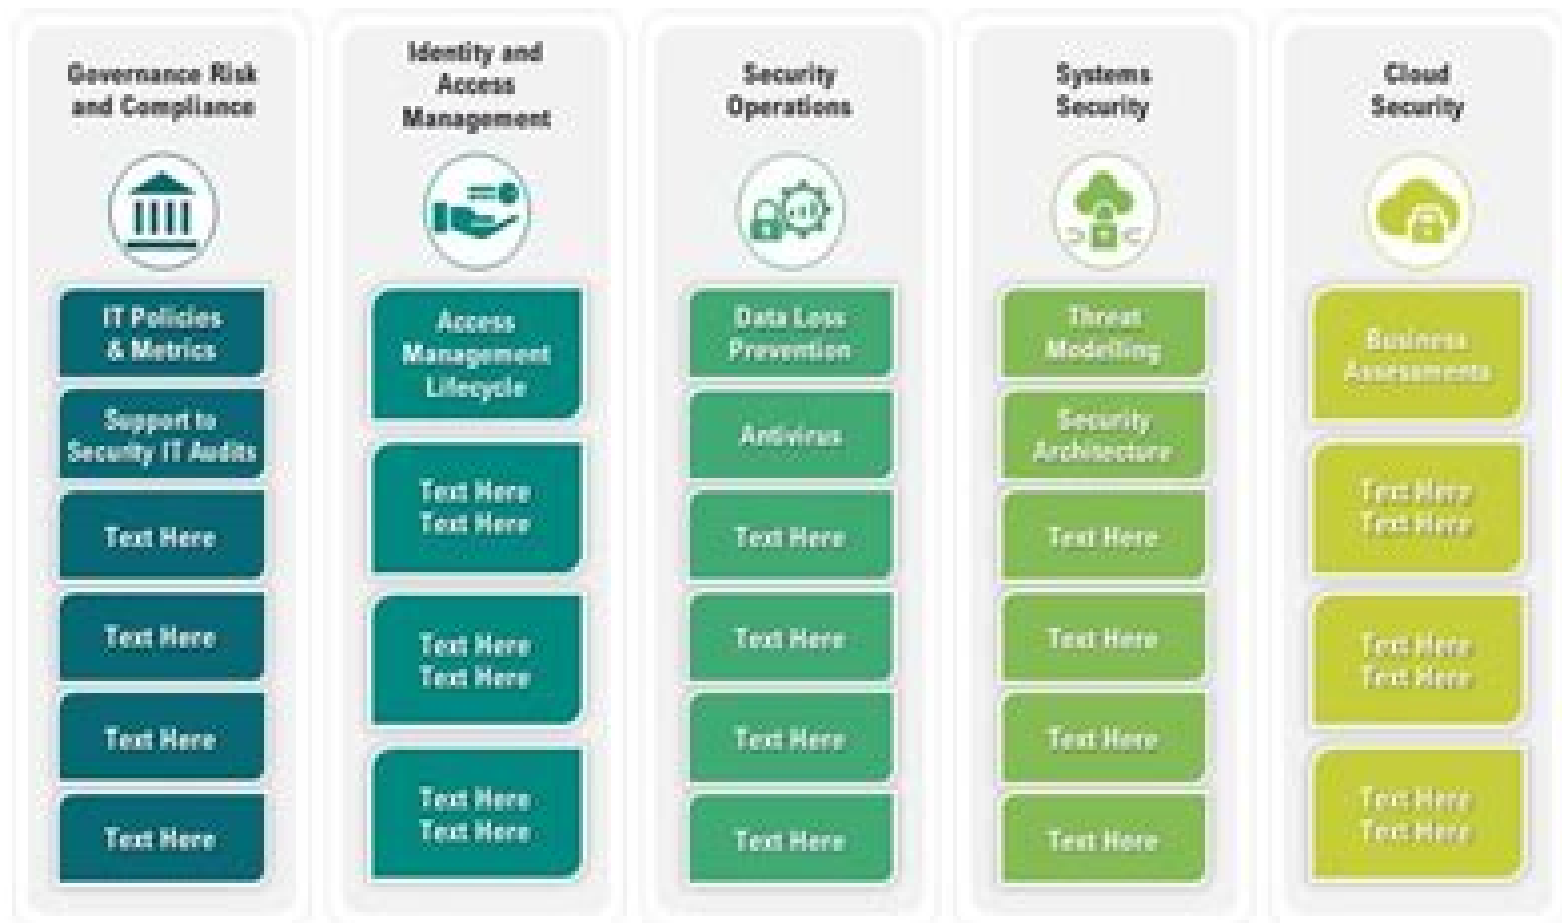 Governance Risk
and Compliance
IT Policies
& Metrics
Support to
Security IT Audits
Text Here
Text Here
Text Here
Text Here
Identity and
Access
Management
Access
Management
Lifecycle
Text Here
Text Here
Text Here
Text Here
Text Here
Text Here
Security
Operations
Data Loss
Prevention
Antivirus
Text Here
Text Here
Text Here
Text Here
Systems
Security
Threat
Modelling
Security
Architecture
Text Here
Text Here
Text Here
Text Here
Cloud
Security
Business
Assessments
Text Here
Text Here
Text Here
Text Here
Text Here
Text Here